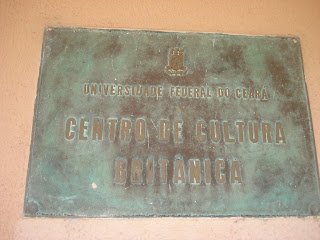 UNIVERSIDADE FEDERAL DO CEARÁ
CENTRO DE CULTURA
BRITÂNICA